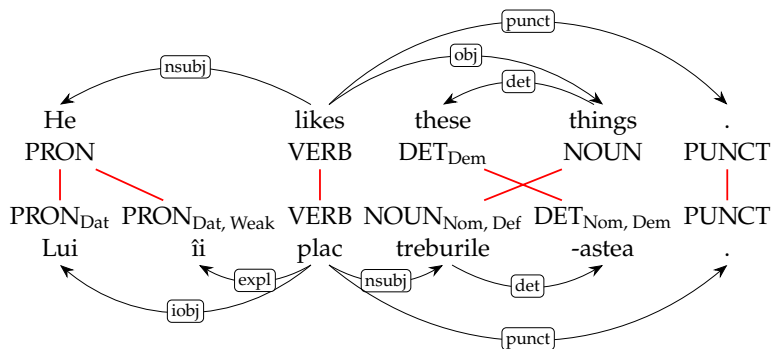 punct
obj
nsubj
det
He likes these things .
PRON VERB DET_Dem NOUN PUNCT
PRON_Dat PRON_Dat, Weak VERB NOUN_Nom, Def DET_Nom, Dem PUNCT
Lui îi plac treburile -astea .
expl nsubj det
iobj
punct